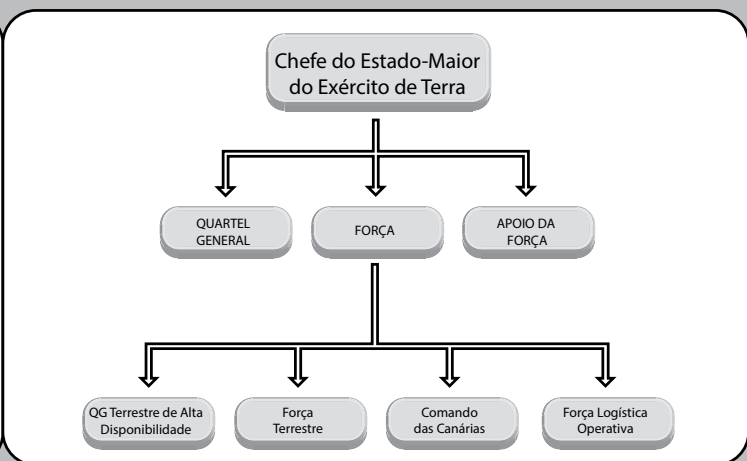 Chefe do Estado-Maior
do Exército de Terra
QUARTEL
GENERAL
FORÇA
APOIO DA
FORÇA
QG Terrestre de Alta
Disponibilidade
Força
Terrestre
Comando
das Canárias
Força Logística
Operativa